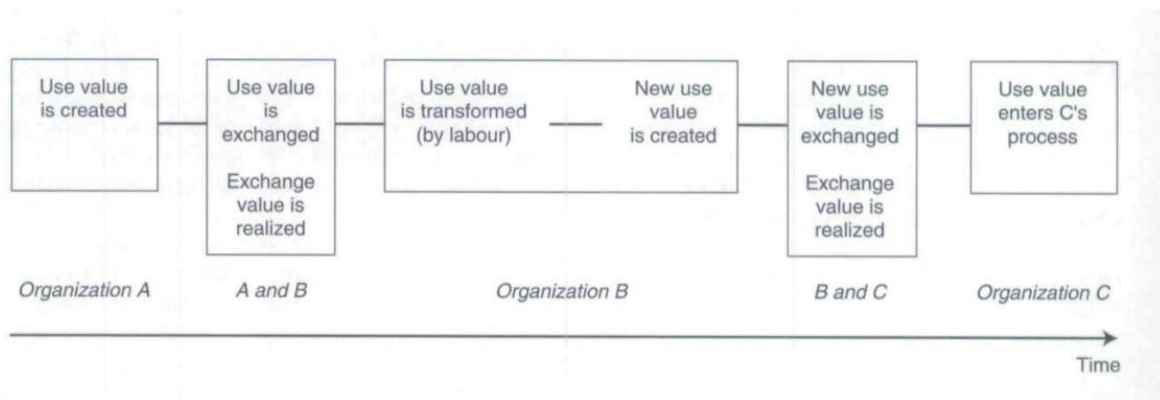 Use value
is created
Use value
is
exchanged
Exchange
value is
realized
Use value
is transformed
(by labour)
New use
value
is created
New use
value is
exchanged
Exchange
value is
realized
Use value
enters C's
process
Organization A
A and B
Organization B
B and C
Organization C
Time